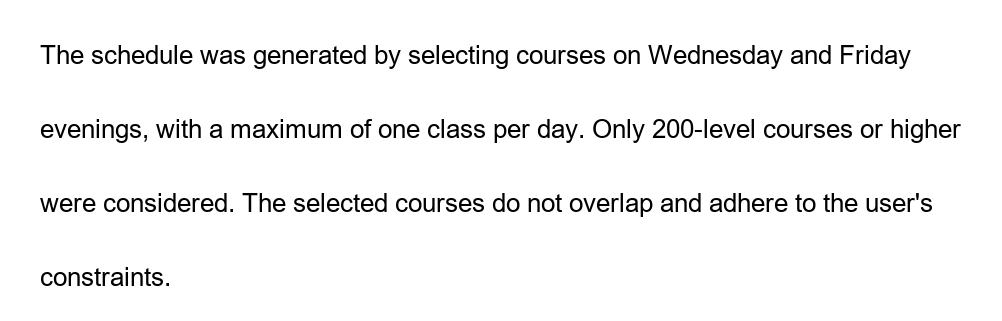 The schedule was generated by selecting courses on Wednesday and Friday
evenings, with a maximum of one class per day. Only 200-level courses or higher
were considered. The selected courses do not overlap and adhere to the user's
constraints.